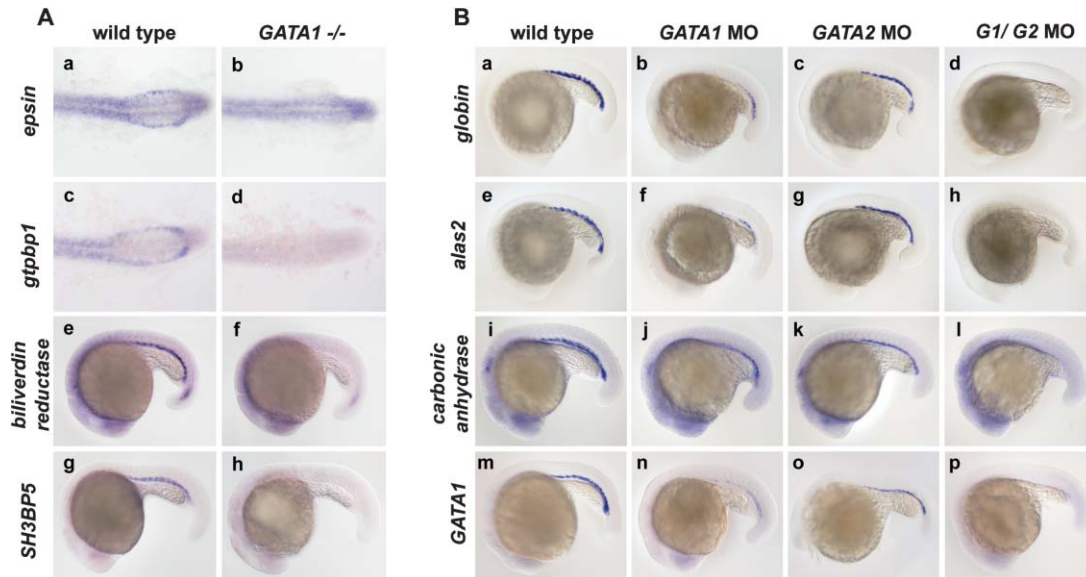 A
B
wild type
GATA1 -/-
wild type
GATA1 MO
GATA2 MO
G1/ G2 MO
a
b
a
b
c
d
epsin
globin
c
d
e
f
g
h
gtpbp1
alas2
e
f
i
j
k
l
biliverdin
reductase
carbonic
anhydrase
g
h
m
n
o
p
SH3BP5
GATA1